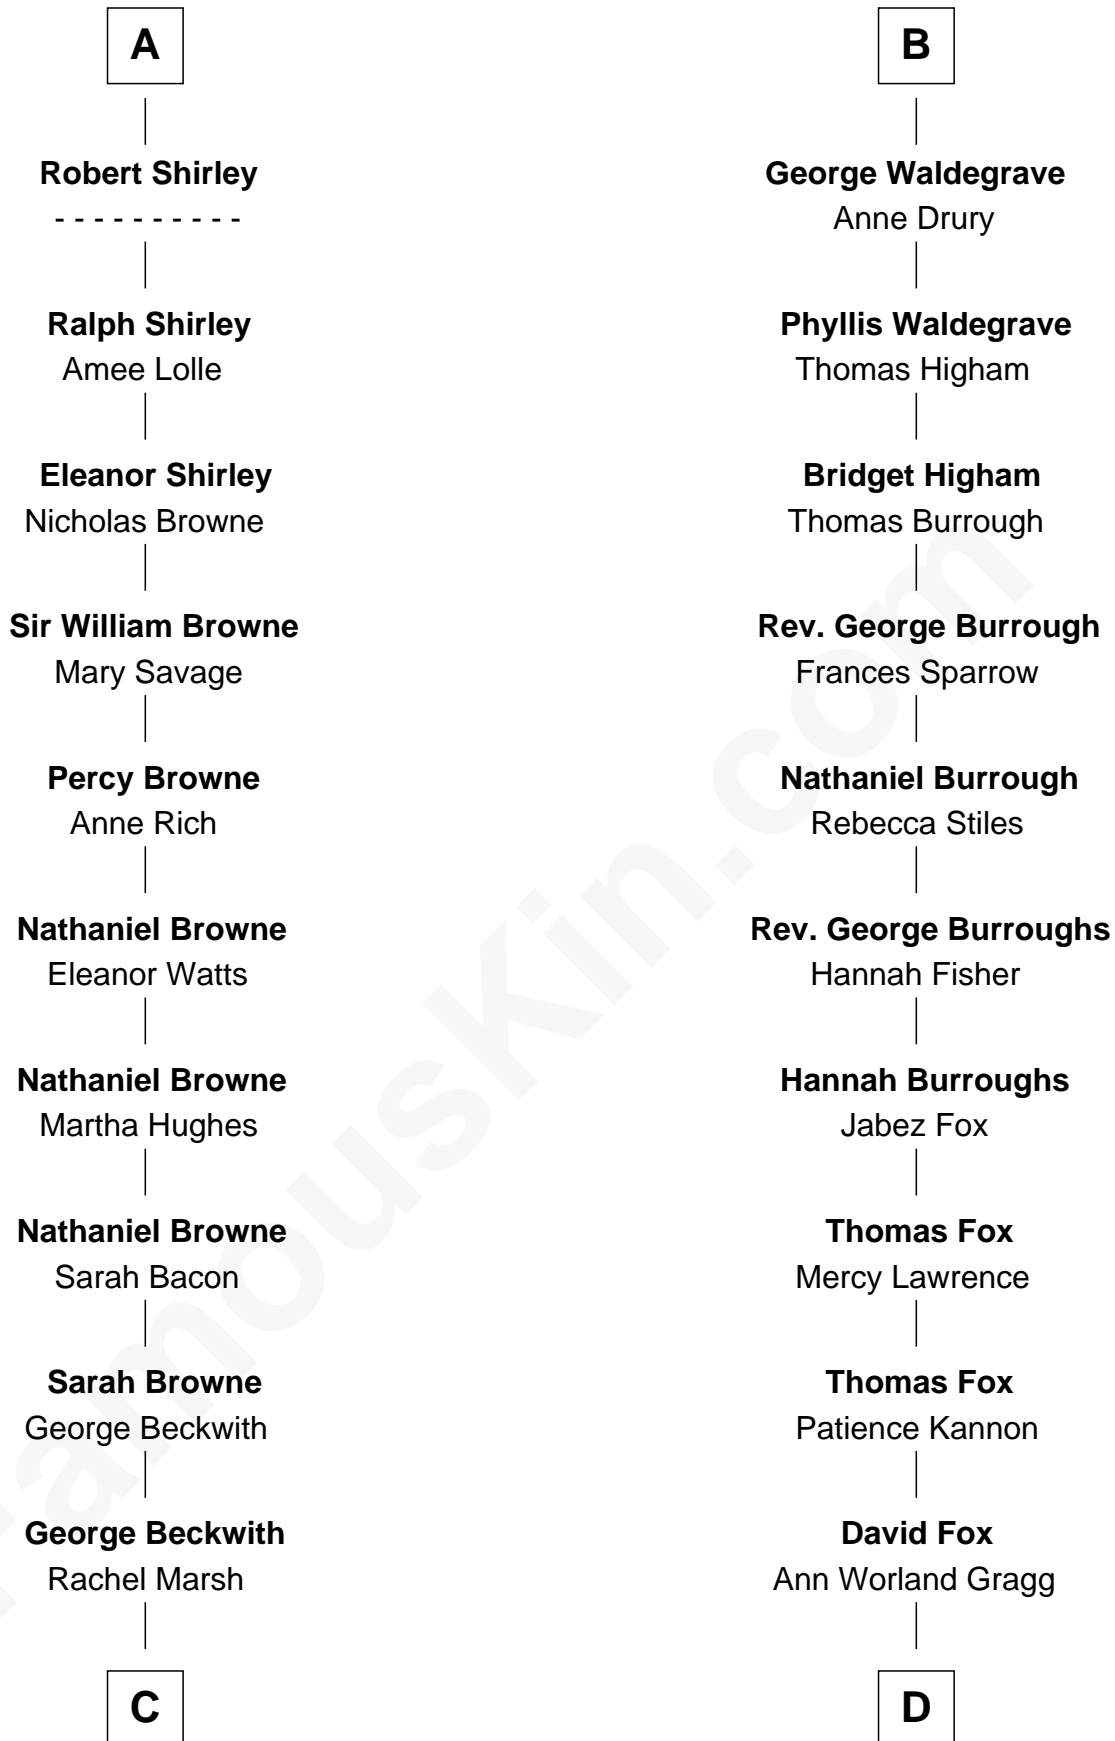 A
Robert Shirley
- - - - - - - - - -
Ralph Shirley
Amee Lolle
Eleanor Shirley
Nicholas Browne
Sir William Browne
Mary Savage
Percy Browne
Anne Rich
Nathaniel Browne
Eleanor Watts
Nathaniel Browne
Martha Hughes
Nathaniel Browne
Sarah Bacon
Sarah Browne
George Beckwith
George Beckwith
Rachel Marsh
C
B
George Waldegrave
Anne Drury
Phyllis Waldegrave
Thomas Higham
Bridget Higham
Thomas Burrough
Rev. George Burrough
Frances Sparrow
Nathaniel Burrough
Rebecca Stiles
Rev. George Burroughs
Hannah Fisher
Hannah Burroughs
Jabez Fox
Thomas Fox
Mercy Lawrence
Thomas Fox
Patience Kannon
David Fox
Ann Worland Gragg
D
FamousKin.com